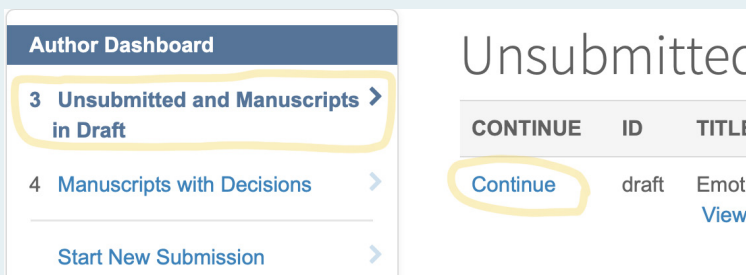 Author Dashboard
3 Unsubmitted and Manuscripts
in Draft
4 Manuscripts with Decisions
Start New Submission
Unsubmitted
CONTINUE ID TITLE
Continue draft Emot
View